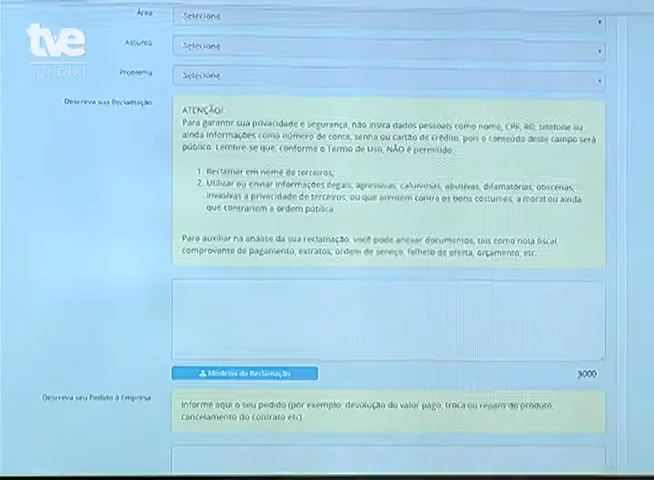 tve
JUNDIAÍ
Área
Selecione
Assunto
Selecione
Problema
Selecione
Descreva sua Reclamação
ATENÇÃO!
Para garantir sua privacidade e segurança, não insira dados pessoais como nome, CPF, RG, telefone ou
ainda informações como número de conta, senha ou cartão de crédito, pois o conteúdo deste campo será
público. Lembre-se que, conforme o Termo de Uso, NÃO é permitido:
1. Reclamar em nome de terceiros;
2. Utilizar ou enviar informações ilegais, agressivas, caluniosas, abusivas, difamatórias, obscenas,
invasivas à privacidade de terceiros, ou que atentem contra os bons costumes, a moral ou ainda
que contrariem a ordem pública
Para auxiliar na análise da sua reclamação, você pode anexar documentos, tais como nota fiscal,
comprovante de pagamento, extratos, ordem de serviço, folheto de oferta, orçamento, etc.
Modelos de Reclamação
3000
Descreva seu Pedido à Empresa
Informe aqui o seu pedido (por exemplo: devolução do valor pago, troca ou reparo do produto,
cancelamento do contrato etc).